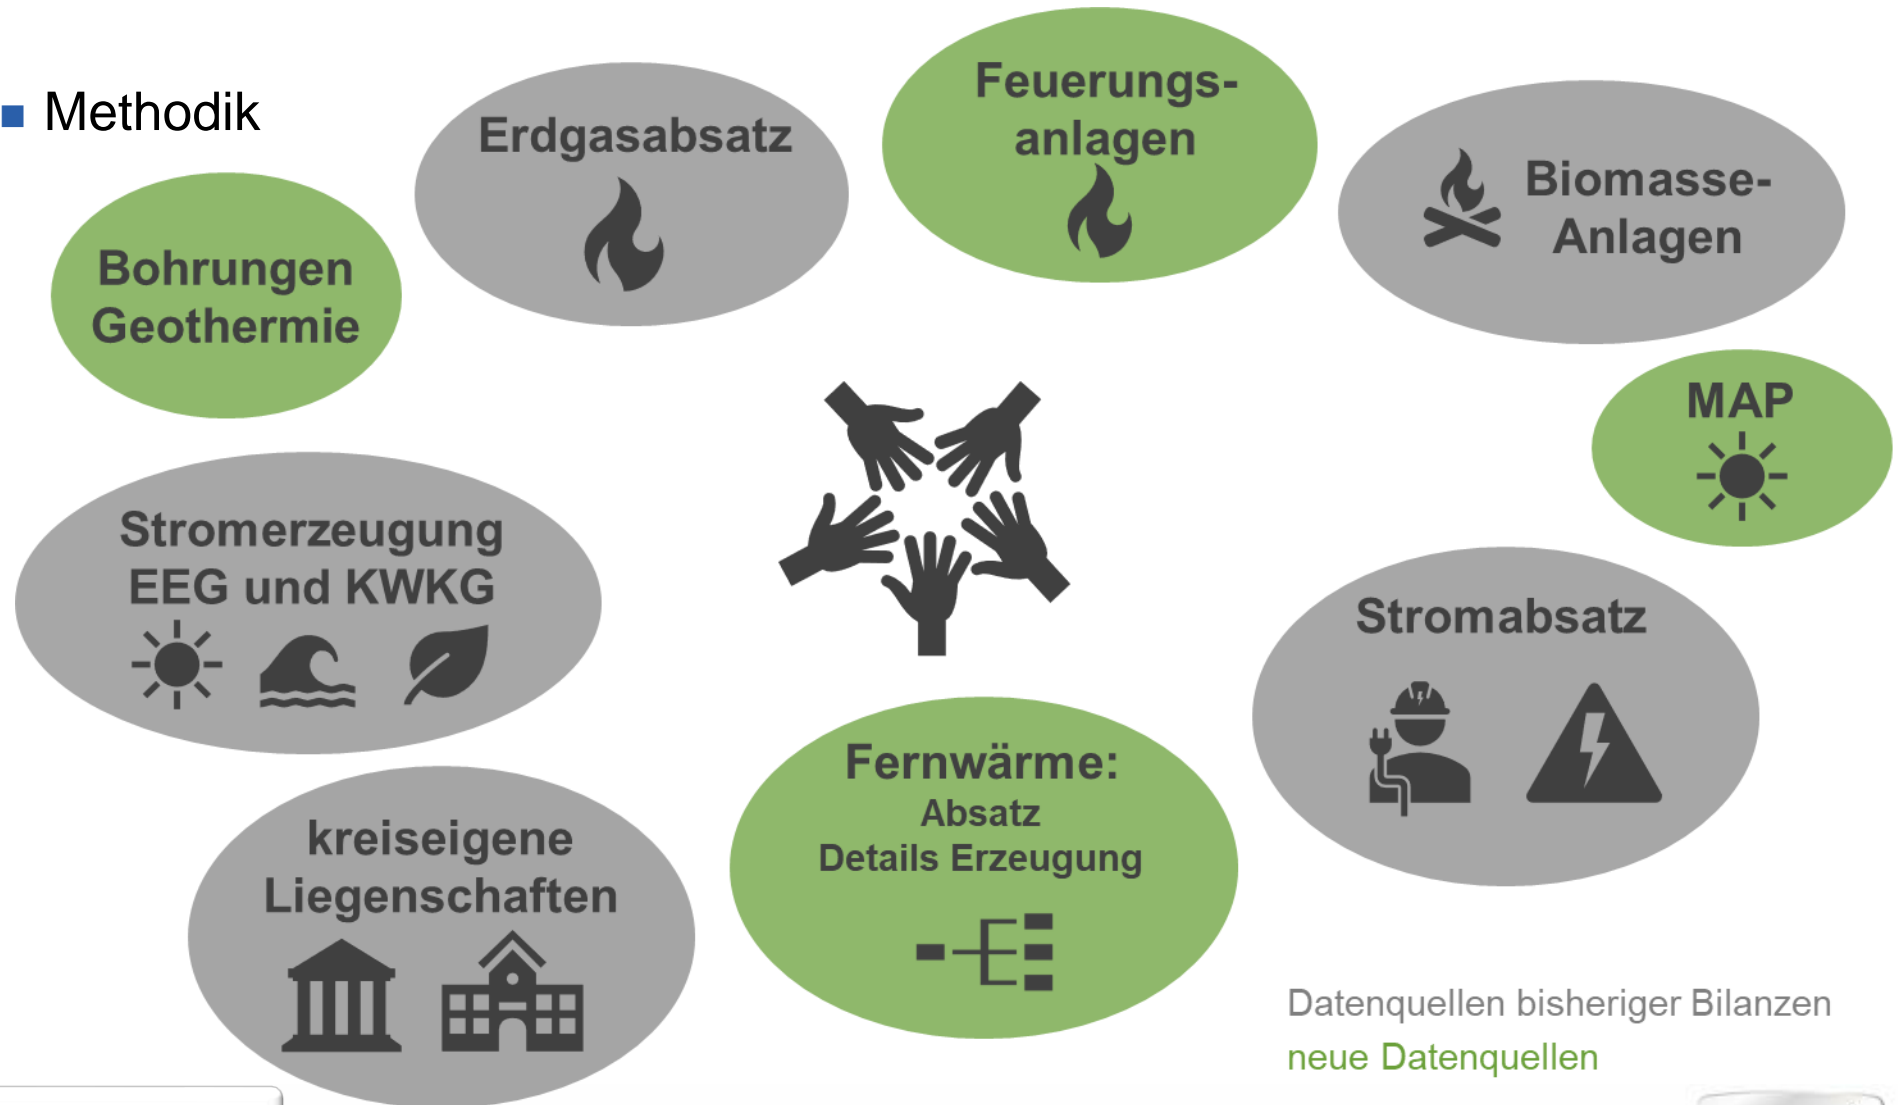 Methodik
Erdgasabsatz
Feuerungs-
anlagen
Biomasse-
Anlagen
Bohrungen
Geothermie
MAP
Stromerzeugung
EEG und KWKG
Stromabsatz
Fernwärme:
Absatz
Details Erzeugung
kreiseigene
Liegenschaften
Datenquellen bisheriger Bilanzen
neue Datenquellen